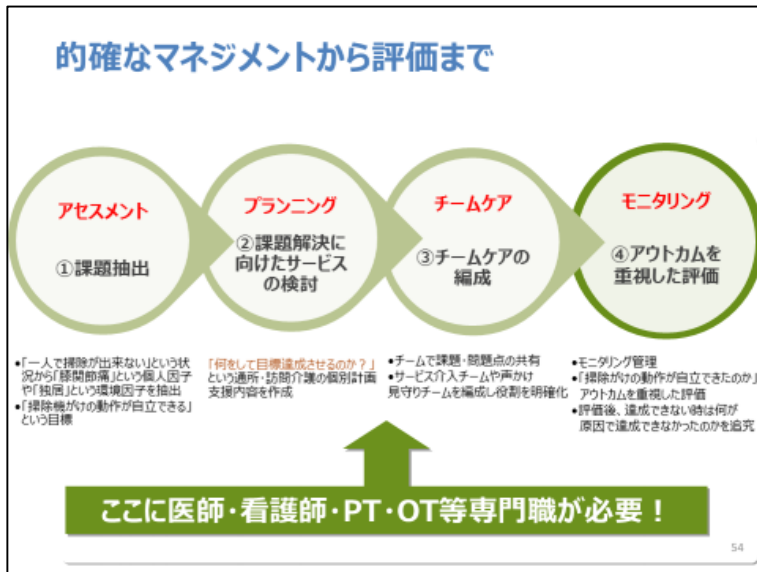 的確なマネジメントから評価まで
アセスメント
①課題抽出
プランニング
②課題解決に
向けたサービス
の検討
チームケア
③チームケアの
編成
モニタリング
④アウトカムを
重視した評価
●「一人で掃除が出来ない」という状
況から「膝関節痛」という個人因子
や「独居」という環境因子を抽出
●「掃除機がけの動作が自立できる」
という目標
「何をして目標達成させるのか?」
という通所・訪問介護の個別計画
支援内容を作成
●チームで課題・問題点の共有
●サービス介入チームや声かけ
見守りチームを編成し役割を明確化
●モニタリング管理
●「掃除がけの動作が自立できたのか」
アウトカムを重視した評価
●評価後、達成できない時は何が
原因で達成できなかったのかを追究
ここに医師・看護師・PT・OT等専門職が必要！
54